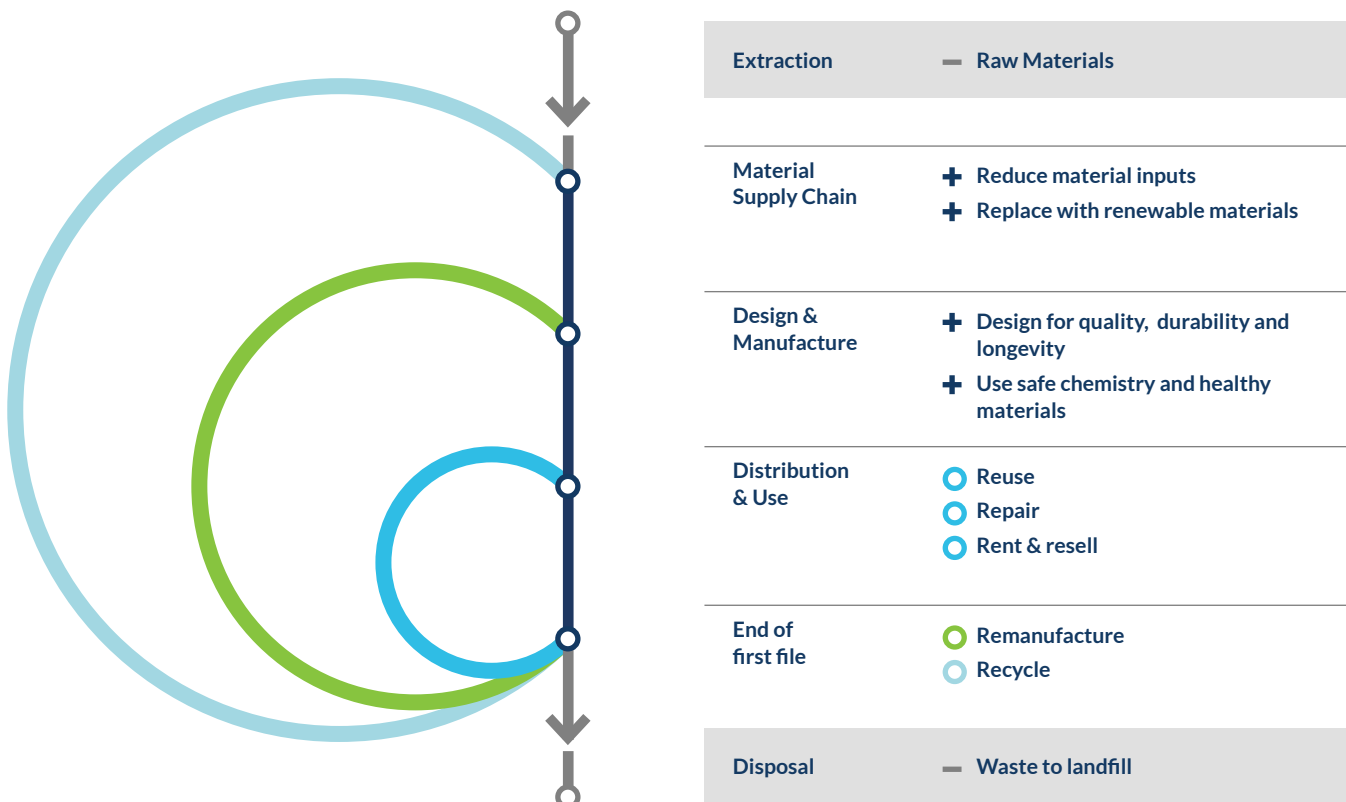 Extraction
Raw Materials
Material
Supply Chain
Reduce material inputs
Replace with renewable materials
Design &
Manufacture
Design for quality, durability and
longevity
Use safe chemistry and healthy
materials
Distribution
& Use
Reuse
Repair
Rent & resell
End of
first file
Remanufacture
Recycle
Disposal
Waste to landfill